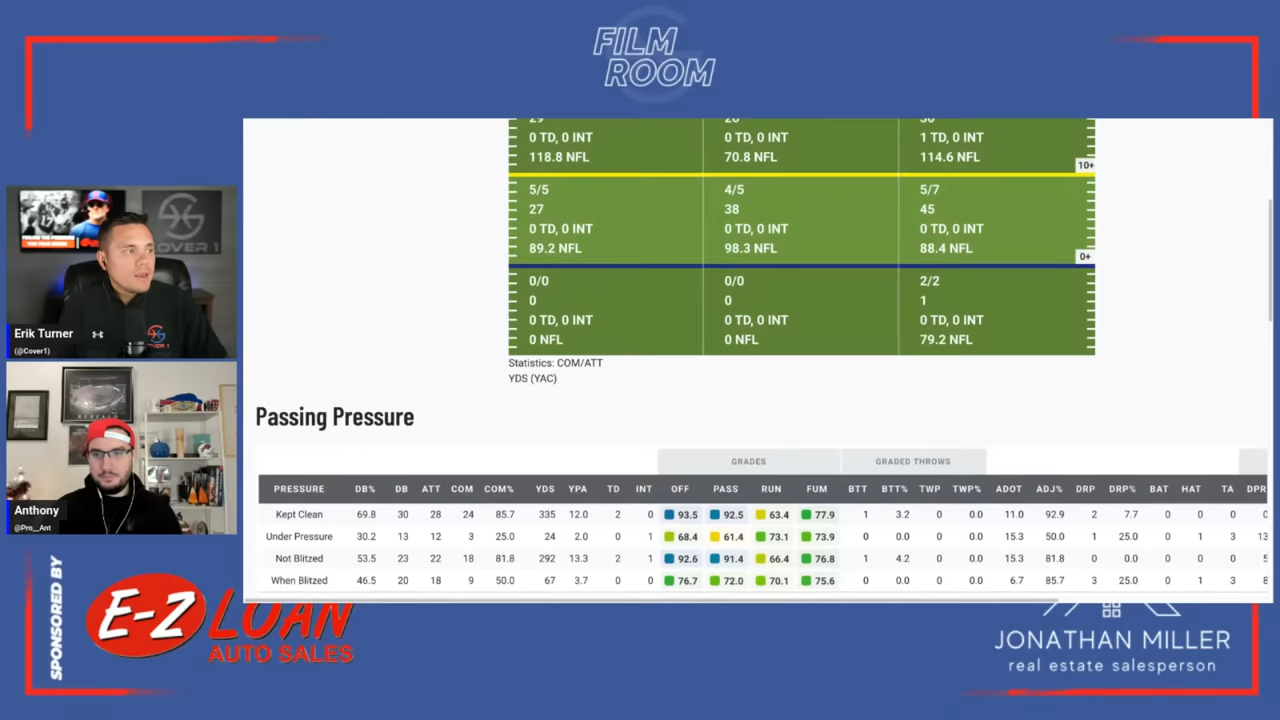 FILM
ROOM
29 20 30
0 TD, 0 INT 0 TD, 0 INT 1 TD, 0 INT
118.8 NFL 70.8 NFL 114.6 NFL
10+
5/5 4/5 5/7
27 38 45
0 TD, 0 INT 0 TD, 0 INT 0 TD, 0 INT
89.2 NFL 98.3 NFL 88.4 NFL
0+
0/0 0/0 2/2
0 0 1
0 TD, 0 INT 0 TD, 0 INT 0 TD, 0 INT
0 NFL 0 NFL 79.2 NFL
Statistics: COM/ATT
YDS (YAC)
COVER 1
Erik Turner
(@Cover1)
Anthony
@Pro__Ant
Passing Pressure
GRADES GRADED THROWS
PRESSURE DB% DB ATT COM COM% YDS YPA TD INT OFF PASS RUN FUM BTT BTT% TWP TWP% ADOT ADJ% DRP DRP% BAT HAT TA DPR
Kept Clean 69.8 30 28 24 85.7 335 12.0 2 0 93.5 92.5 63.4 77.9 1 3.2 0 0.0 11.0 92.9 2 7.7 0 0 0 0
Under Pressure 30.2 13 12 3 25.0 24 2.0 0 1 68.4 61.4 73.1 73.9 0 0.0 0 0.0 15.3 50.0 1 25.0 0 1 3 13
Not Blitzed 53.5 23 22 18 81.8 292 13.3 2 1 92.6 91.4 66.4 76.8 1 4.2 0 0.0 15.3 81.8 0 0.0 0 0 0 5
When Blitzed 46.5 20 18 9 50.0 67 3.7 0 0 76.7 72.0 70.1 75.6 0 0.0 0 0.0 6.7 85.7 3 25.0 0 1 3 8
SPONSORED BY
E-Z LOAN
AUTO SALES
JONATHAN MILLER
real estate salesperson